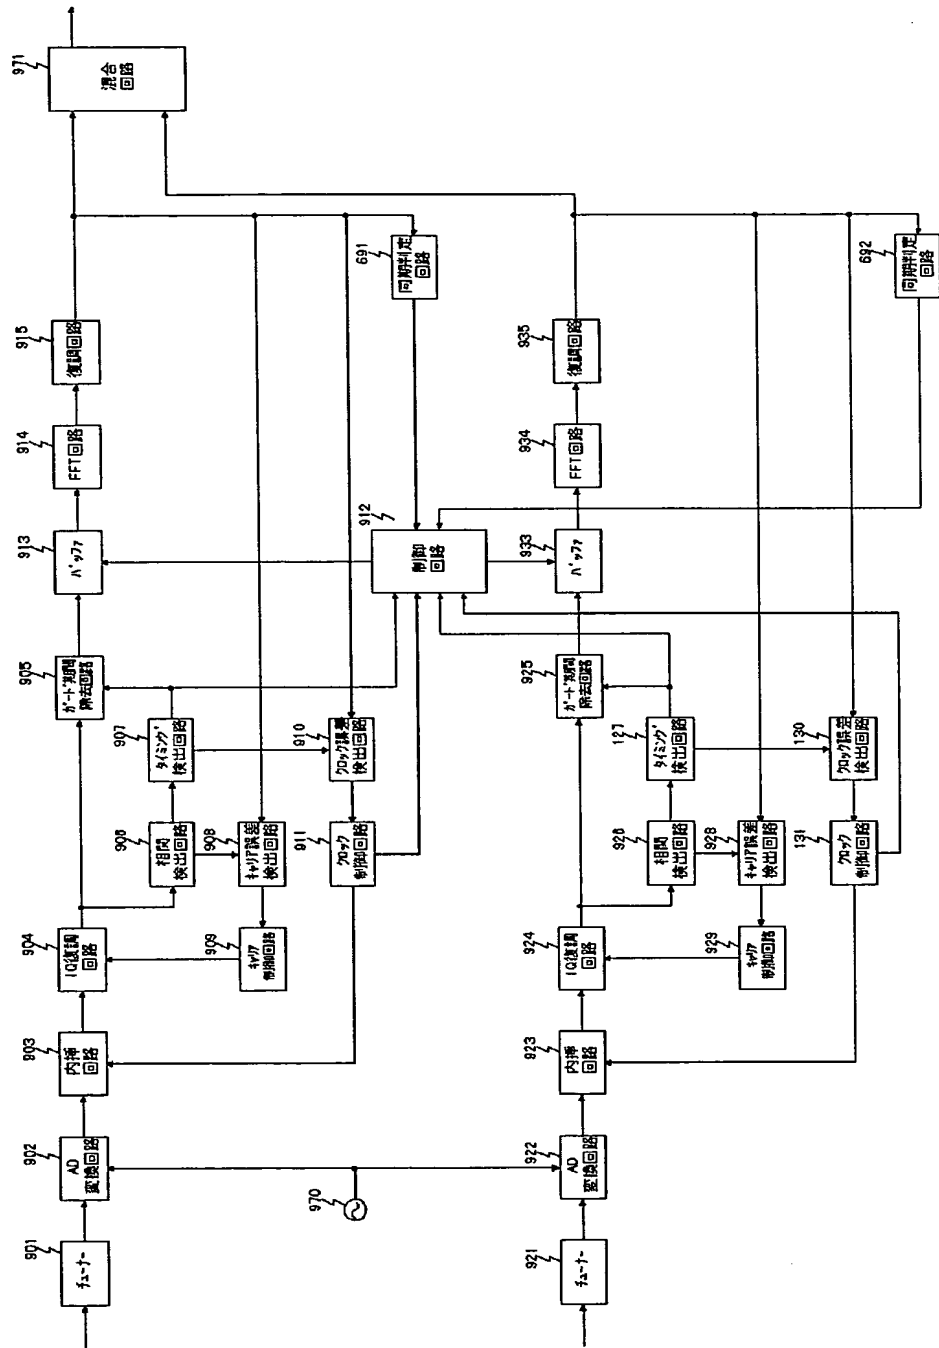 901
チューナー
902
AD
変換回路
903
内挿
回路
904
IQ復調
回路
905
ガード期間
除去回路
906
相関
検出回路
907
タイミング
検出回路
908
キャリア誤差
検出回路
909
キャリア
制御回路
910
クロック誤差
検出回路
911
クロック
制御回路
912
制御
回路
913
バッファ
914
FFT回路
915
復調回路
691
同期判定
回路
971
混合
回路
970
921
チューナー
922
AD
変換回路
923
内挿
回路
924
IQ復調
回路
925
ガード期間
除去回路
926
相関
検出回路
127
タイミング
検出回路
928
キャリア誤差
検出回路
929
キャリア
制御回路
130
クロック誤差
検出回路
131
クロック
制御回路
933
バッファ
934
FFT回路
935
復調回路
692
同期判定
回路